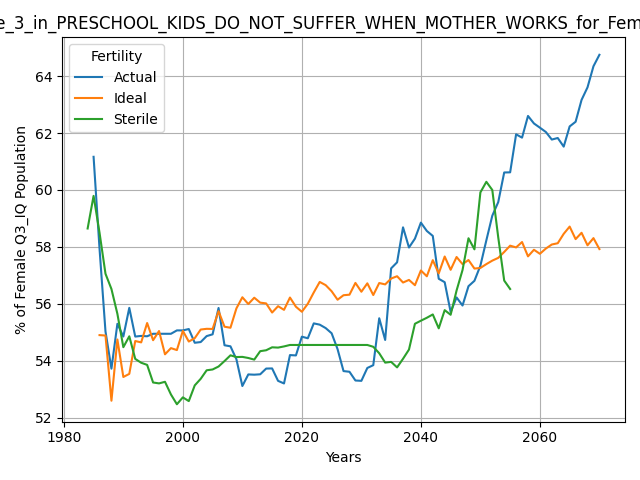 e_3_in_PRESCHOOL_KIDS_DO_NOT_SUFFER_WHEN_MOTHER_WORKS_for_Fem
Fertility
Actual
Ideal
Sterile
% of Female Q3_IQ Population
64
62
60
58
56
54
52
1980
2000
2020
2040
2060
Years